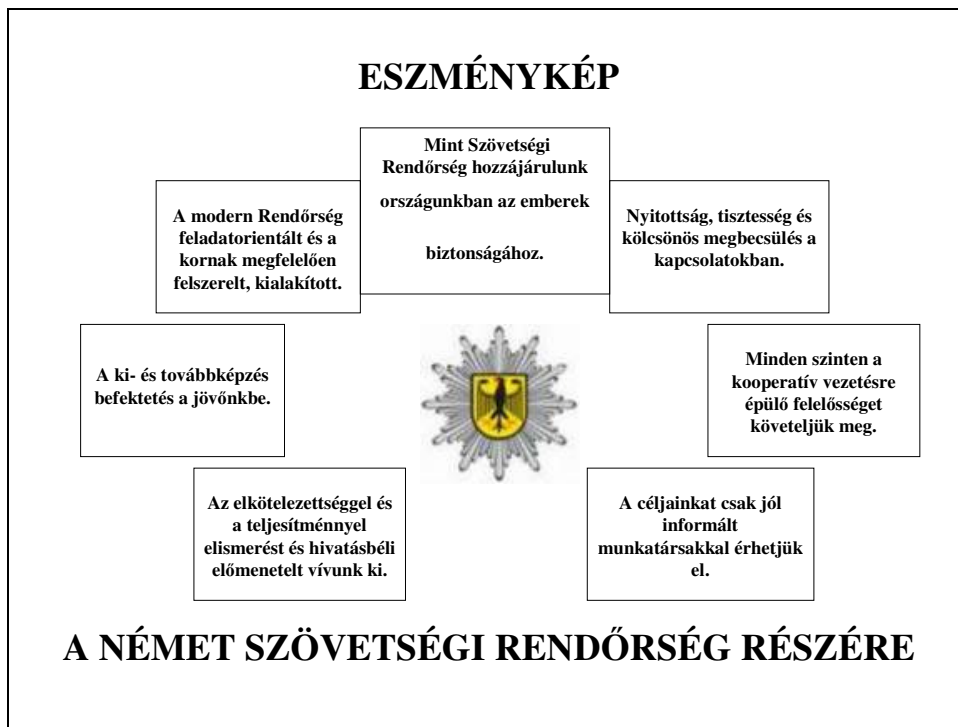 ESZMÉNYKÉP
Mint Szövetségi
Rendőrség hozzájárulunk
országunkban az emberek
biztonságához.
A modern Rendőrség
feladatorientált és a
kornak megfelelően
felszerelt, kialakított.
Nyitottság, tisztesség és
kölcsönös megbecsülés a
kapcsolatokban.
A ki- és továbbképzés
befektetés a jövőnkbe.
Minden szinten a
kooperatív vezetésre
épülő felelősséget
követeljük meg.
Az elkötelezettséggel és
a teljesítménnyel
elismerést és hivatásbéli
előmenetelt vívunk ki.
A céljainkat csak jól
informált
munkatársakkal érhetjük
el.
A NÉMET SZÖVETSÉGI RENDŐRSÉG RÉSZÉRE